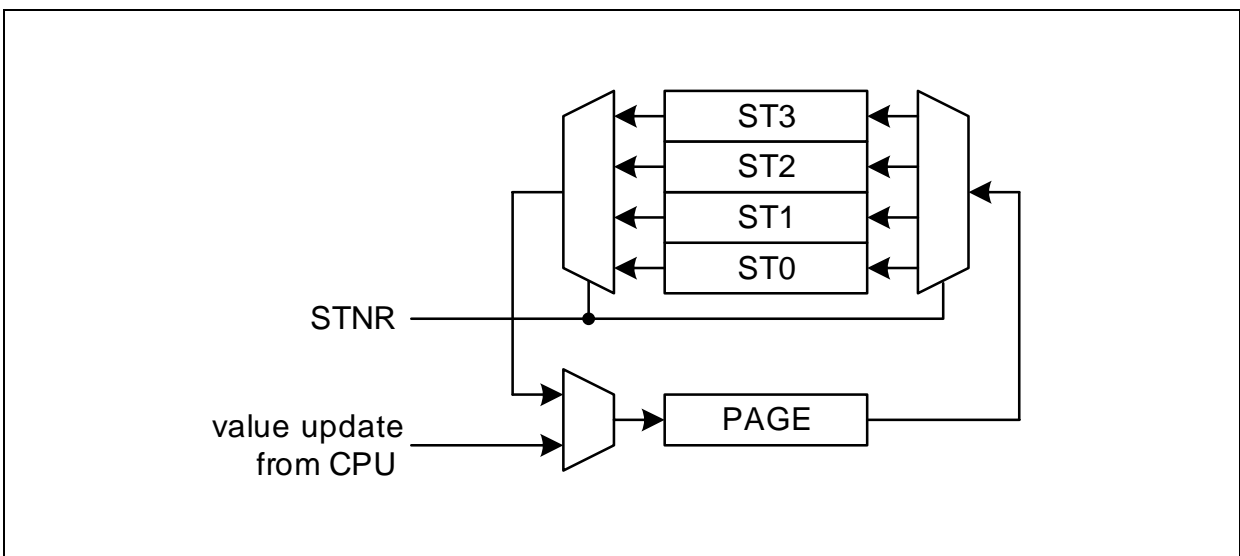 ST3
ST2
ST1
ST0
STNR
PAGE
value update
from CPU